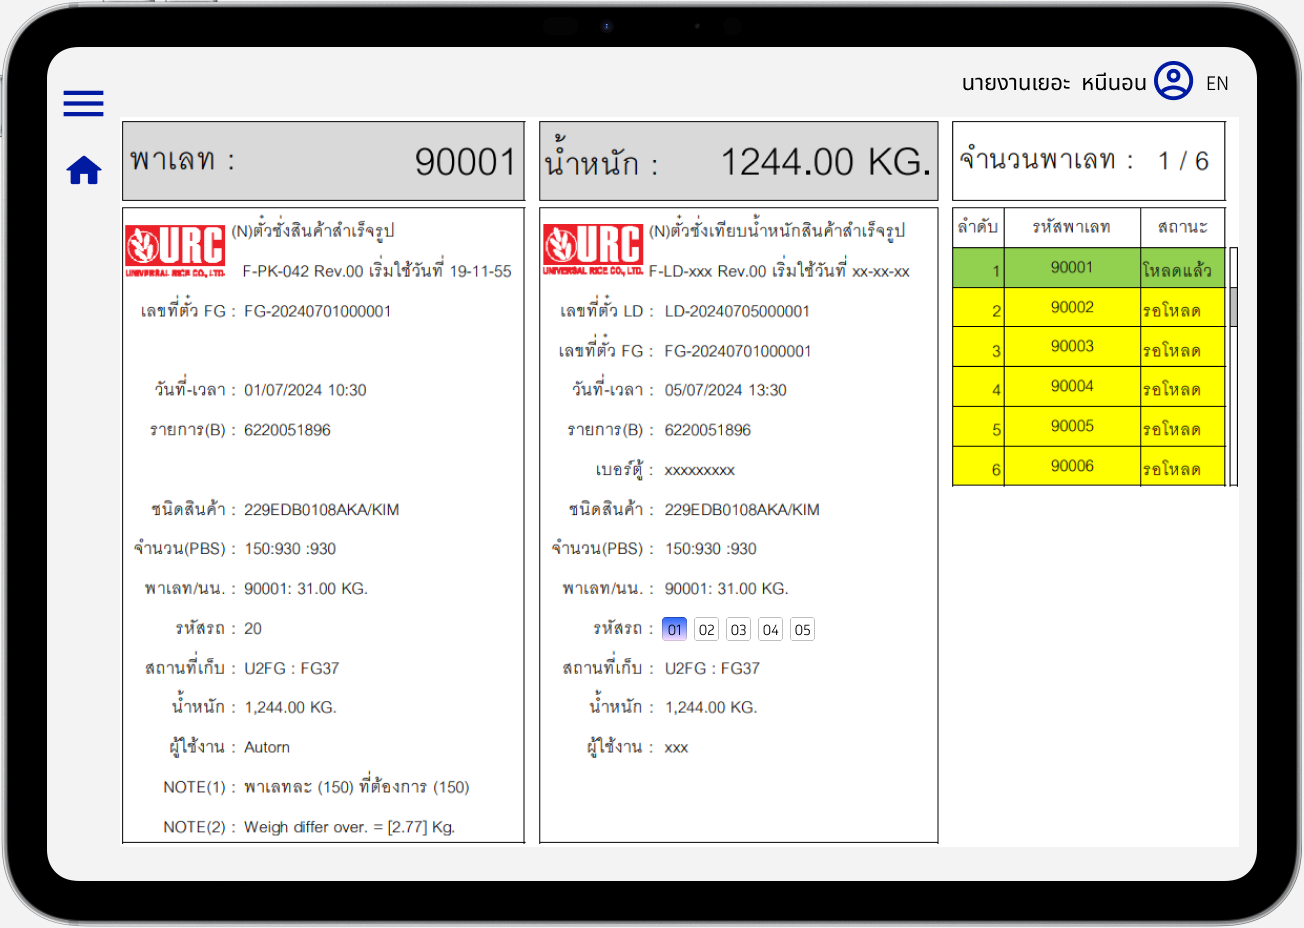 นายงานเยอะ หนีนอน EN
พาเลท : 90001
น้ำหนัก : 1244.00 KG.
จำนวนพาเลท : 1 / 6
URC
UNIVERSAL RICE CO., LTD.
(N)ตั๋วชั่งสินค้าสำเร็จรูป
F-PK-042 Rev.00 เริ่มใช้วันที่ 19-11-55
เลขที่ตั๋ว FG : FG-20240701000001
วันที่-เวลา : 01/07/2024 10:30
รายการ(B) : 6220051896
ชนิดสินค้า : 229EDB0108AKA/KIM
จำนวน(PBS) : 150:930 :930
พาเลท/นน. : 90001: 31.00 KG.
รหัสรถ : 20
สถานที่เก็บ : U2FG : FG37
น้ำหนัก : 1,244.00 KG.
ผู้ใช้งาน : Autorn
NOTE(1) : พาเลทละ (150) ที่ต้องการ (150)
NOTE(2) : Weigh differ over. = [2.77] Kg.
URC
UNIVERSAL RICE CO., LTD.
(N)ตั๋วชั่งเทียบน้ำหนักสินค้าสำเร็จรูป
F-LD-xxx Rev.00 เริ่มใช้วันที่ xx-xx-xx
เลขที่ตั๋ว LD : LD-20240705000001
เลขที่ตั๋ว FG : FG-20240701000001
วันที่-เวลา : 05/07/2024 13:30
รายการ(B) : 6220051896
เบอร์ตู้ : xxxxxxxxx
ชนิดสินค้า : 229EDB0108AKA/KIM
จำนวน(PBS) : 150:930 :930
พาเลท/นน. : 90001: 31.00 KG.
รหัสรถ : 01 02 03 04 05
สถานที่เก็บ : U2FG : FG37
น้ำหนัก : 1,244.00 KG.
ผู้ใช้งาน : xxx
ลำดับ รหัสพาเลท สถานะ
1 90001 โหลดแล้ว
2 90002 รอโหลด
3 90003 รอโหลด
4 90004 รอโหลด
5 90005 รอโหลด
6 90006 รอโหลด